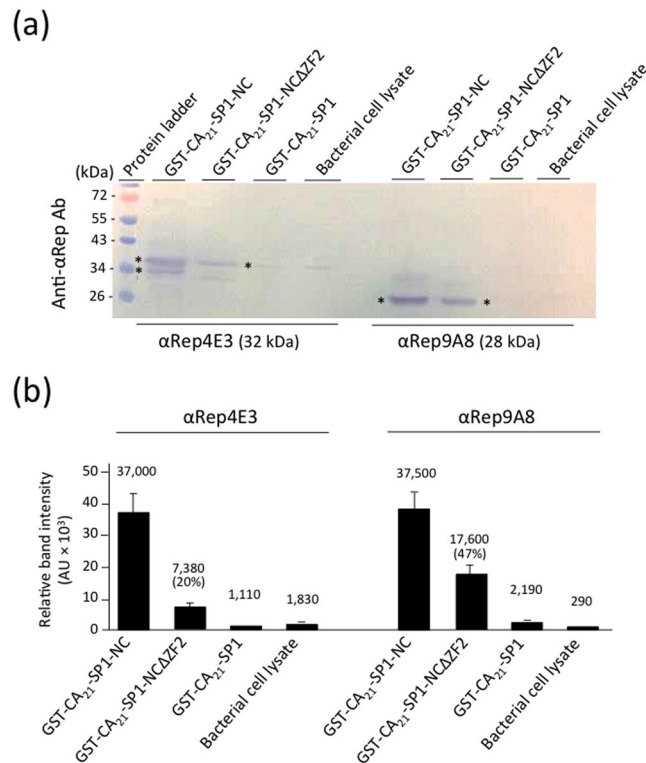 (a)
Protein ladder
GST-CA21-SP1-NC
GST-CA21-SP1-NCΔZF2
GST-CA21-SP1
Bacterial cell lysate
GST-CA21-SP1-NC
GST-CA21-SP1-NCΔZF2
GST-CA21-SP1
Bacterial cell lysate
(kDa)
72 -
55 -
43 -
34 -
26 -
Anti-αRep Ab
*
*
*
*
*
αRep4E3 (32 kDa)
αRep9A8 (28 kDa)
(b)
αRep4E3
αRep9A8
Relative band intensity
(AU × 10³)
50
40
30
20
10
0
37,000
7,380
(20%)
1,110
1,830
37,500
17,600
(47%)
2,190
290
GST-CA21-SP1-NC
GST-CA21-SP1-NCΔZF2
GST-CA21-SP1
Bacterial cell lysate
GST-CA21-SP1-NC
GST-CA21-SP1-NCΔZF2
GST-CA21-SP1
Bacterial cell lysate